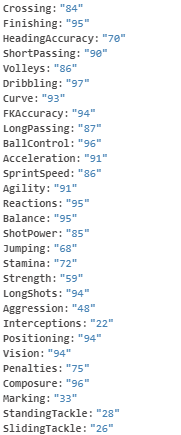 Crossing: "84"
Finishing: "95"
HeadingAccuracy: "70"
ShortPassing: "90"
Volleys: "86"
Dribbling: "97"
Curve: "93"
FKAccuracy: "94"
LongPassing: "87"
BallControl: "96"
Acceleration: "91"
SprintSpeed: "86"
Agility: "91"
Reactions: "95"
Balance: "95"
ShotPower: "85"
Jumping: "68"
Stamina: "72"
Strength: "59"
LongShots: "94"
Aggression: "48"
Interceptions: "22"
Positioning: "94"
Vision: "94"
Penalties: "75"
Composure: "96"
Marking: "33"
StandingTackle: "28"
SlidingTackle: "26"